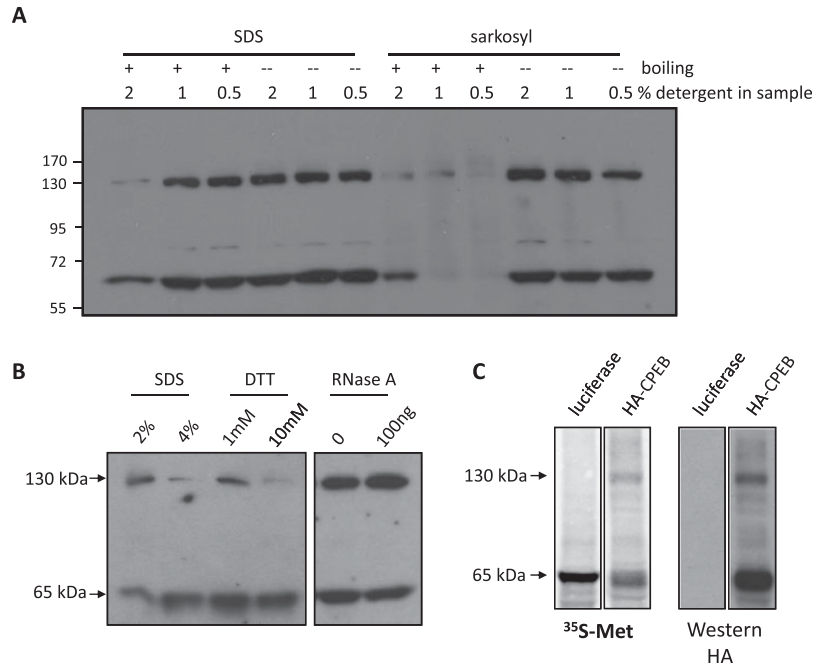 A
SDS sarkosyl
+ + + -- -- -- + + + -- -- -- boiling
2 1 0.5 2 1 0.5 2 1 0.5 2 1 0.5 % detergent in sample
170
130
95
72
55
B
SDS DTT RNase A
2% 4% 1mM 10mM 0 100ng
130 kDa
65 kDa
C
luciferase HA-CPEB luciferase HA-CPEB
130 kDa
65 kDa
³⁵S-Met Western
HA